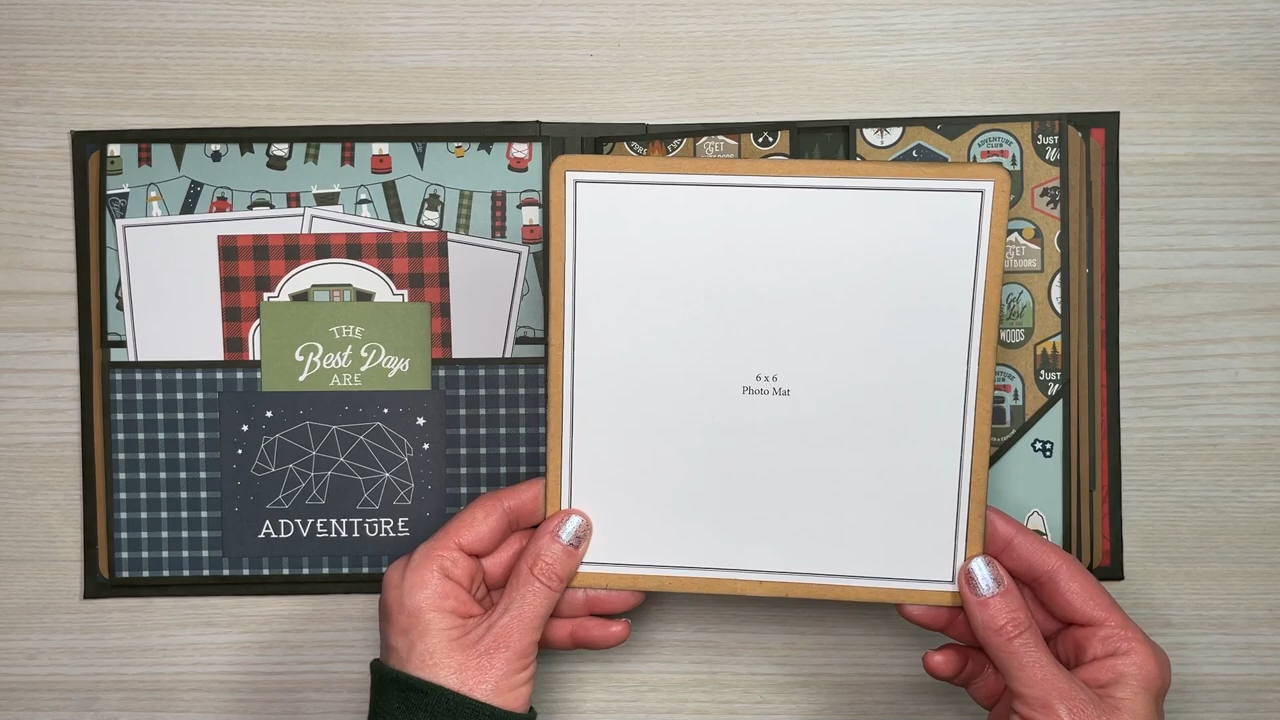 THE
Best Days
ARE
ADVENTURE
6 x 6
Photo Mat
GET
OUTDOORS
ADVENTURE
CLUB
JUST
GET
OUTDOORS
Got
Lost
WOODS
JUST